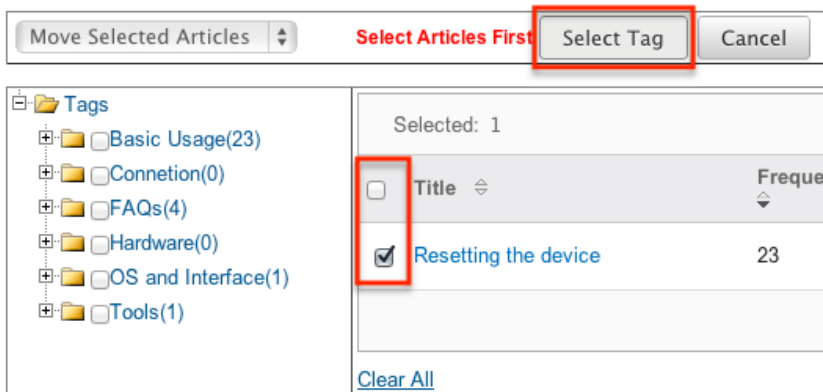 Move Selected Articles Select Articles First Select Tag Cancel
Tags
Basic Usage(23)
Connetion(0)
FAQs(4)
Hardware(0)
OS and Interface(1)
Tools(1)
Selected: 1
Title Freque
Resetting the device 23
Clear All